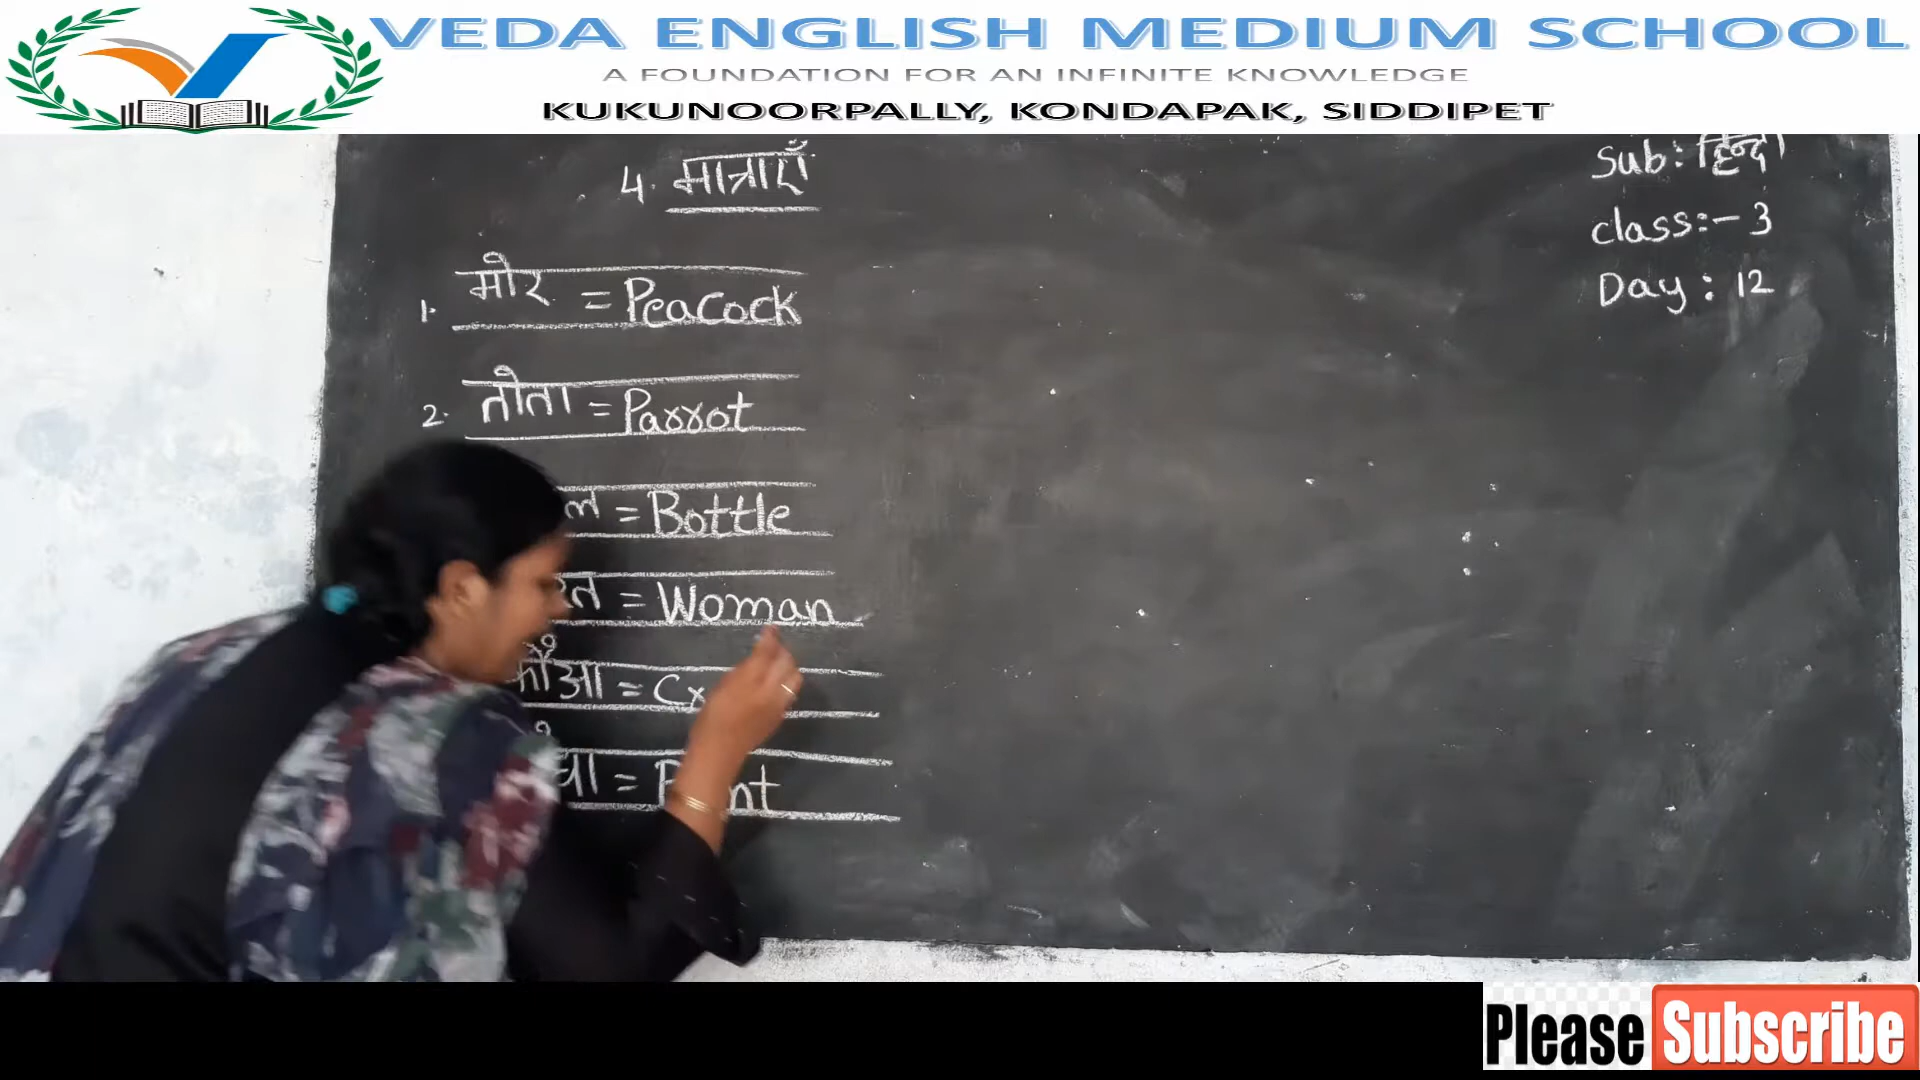 VEDA ENGLISH MEDIUM SCHOOL
A FOUNDATION FOR AN INFINITE KNOWLEDGE
KUKUNOORPALLY, KONDAPAK, SIDDIPET
4. मात्राएँ
Sub: हिन्दी
class:- 3
Day: 12
1. मोर = Peacock
2. तोता = Parrot
= Bottle
= Woman
कौआ =
=
Please Subscribe